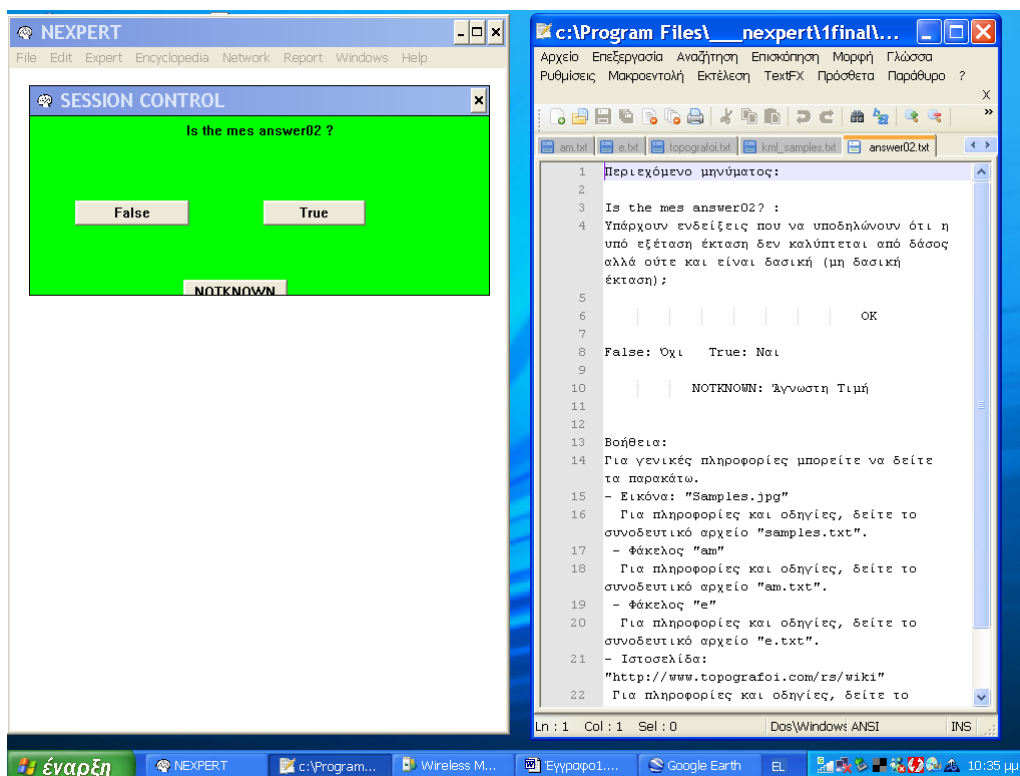 NEXPERT
File Edit Expert Encyclopedia Network Report Windows Help
SESSION CONTROL
Is the mes answer02 ?
False True
NOTKNOWN
c:\Program Files\___nexpert\1final\...
Αρχείο Επεξεργασία Αναζήτηση Επισκόπηση Μορφή Γλώσσα
Ρυθμίσεις Μακροεντολή Εκτέλεση TextFX Πρόσθετα Παράθυρο ?
X
am.txt e.txt topografoi.txt kml_samples.txt answer02.txt
1 Περιεχόμενο μηνύματος:
2
3 Is the mes answer02? :
4 Υπάρχουν ενδείξεις που να υποδηλώνουν ότι η
υπό εξέταση έκταση δεν καλύπτεται από δάσος
αλλά ούτε και είναι δασική (μη δασική
έκταση);
5
6 OK
7
8 False: Όχι True: Ναι
9
10 NOTKNOWN: Άγνωστη Τιμή
11
12
13 Βοήθεια:
14 Για γενικές πληροφορίες μπορείτε να δείτε
τα παρακάτω.
15 - Εικόνα: "Samples.jpg"
16 Για πληροφορίες και οδηγίες, δείτε το
συνοδευτικό αρχείο "samples.txt".
17 - Φάκελος "am"
18 Για πληροφορίες και οδηγίες, δείτε το
συνοδευτικό αρχείο "am.txt".
19 - Φάκελος "e"
20 Για πληροφορίες και οδηγίες, δείτε το
συνοδευτικό αρχείο "e.txt".
21 - Ιστοσελίδα:
"http://www.topografoi.com/rs/wiki"
22 Για πληροφορίες και οδηγίες, δείτε το
Ln : 1 Col : 1 Sel : 0 Dos\Windows ANSI INS
έναρξη NEXPERT c:\Program... Wireless M... Έγγραφο1.... Google Earth EL 10:35 μμ